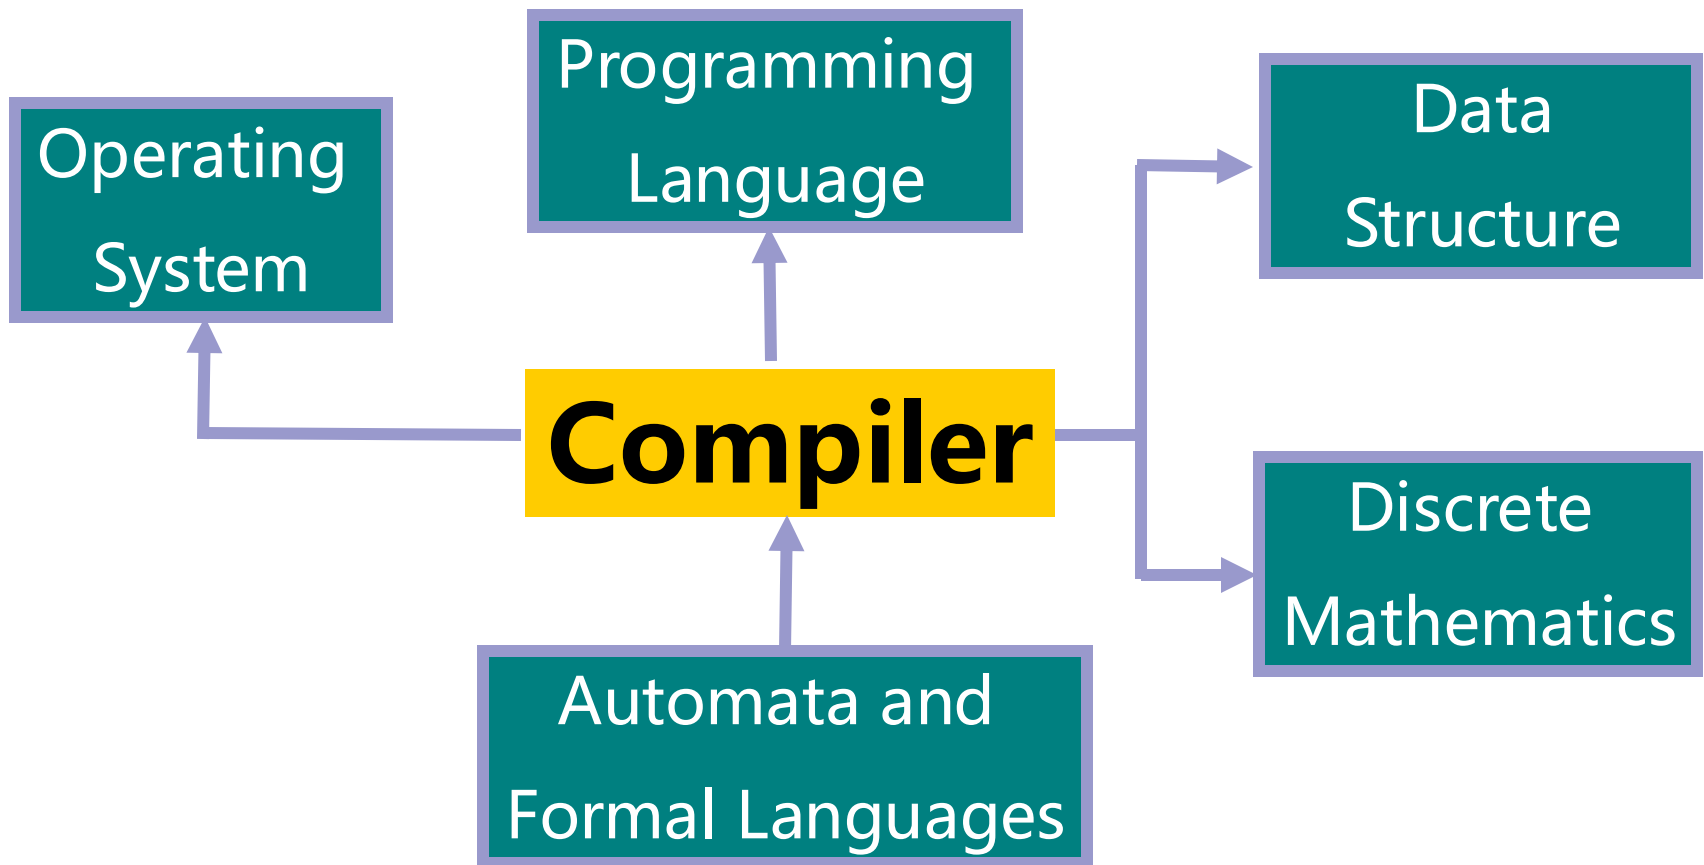 Programming
Language
Operating
System
Data
Structure
Compiler
Discrete
Mathematics
Automata and
Formal Languages